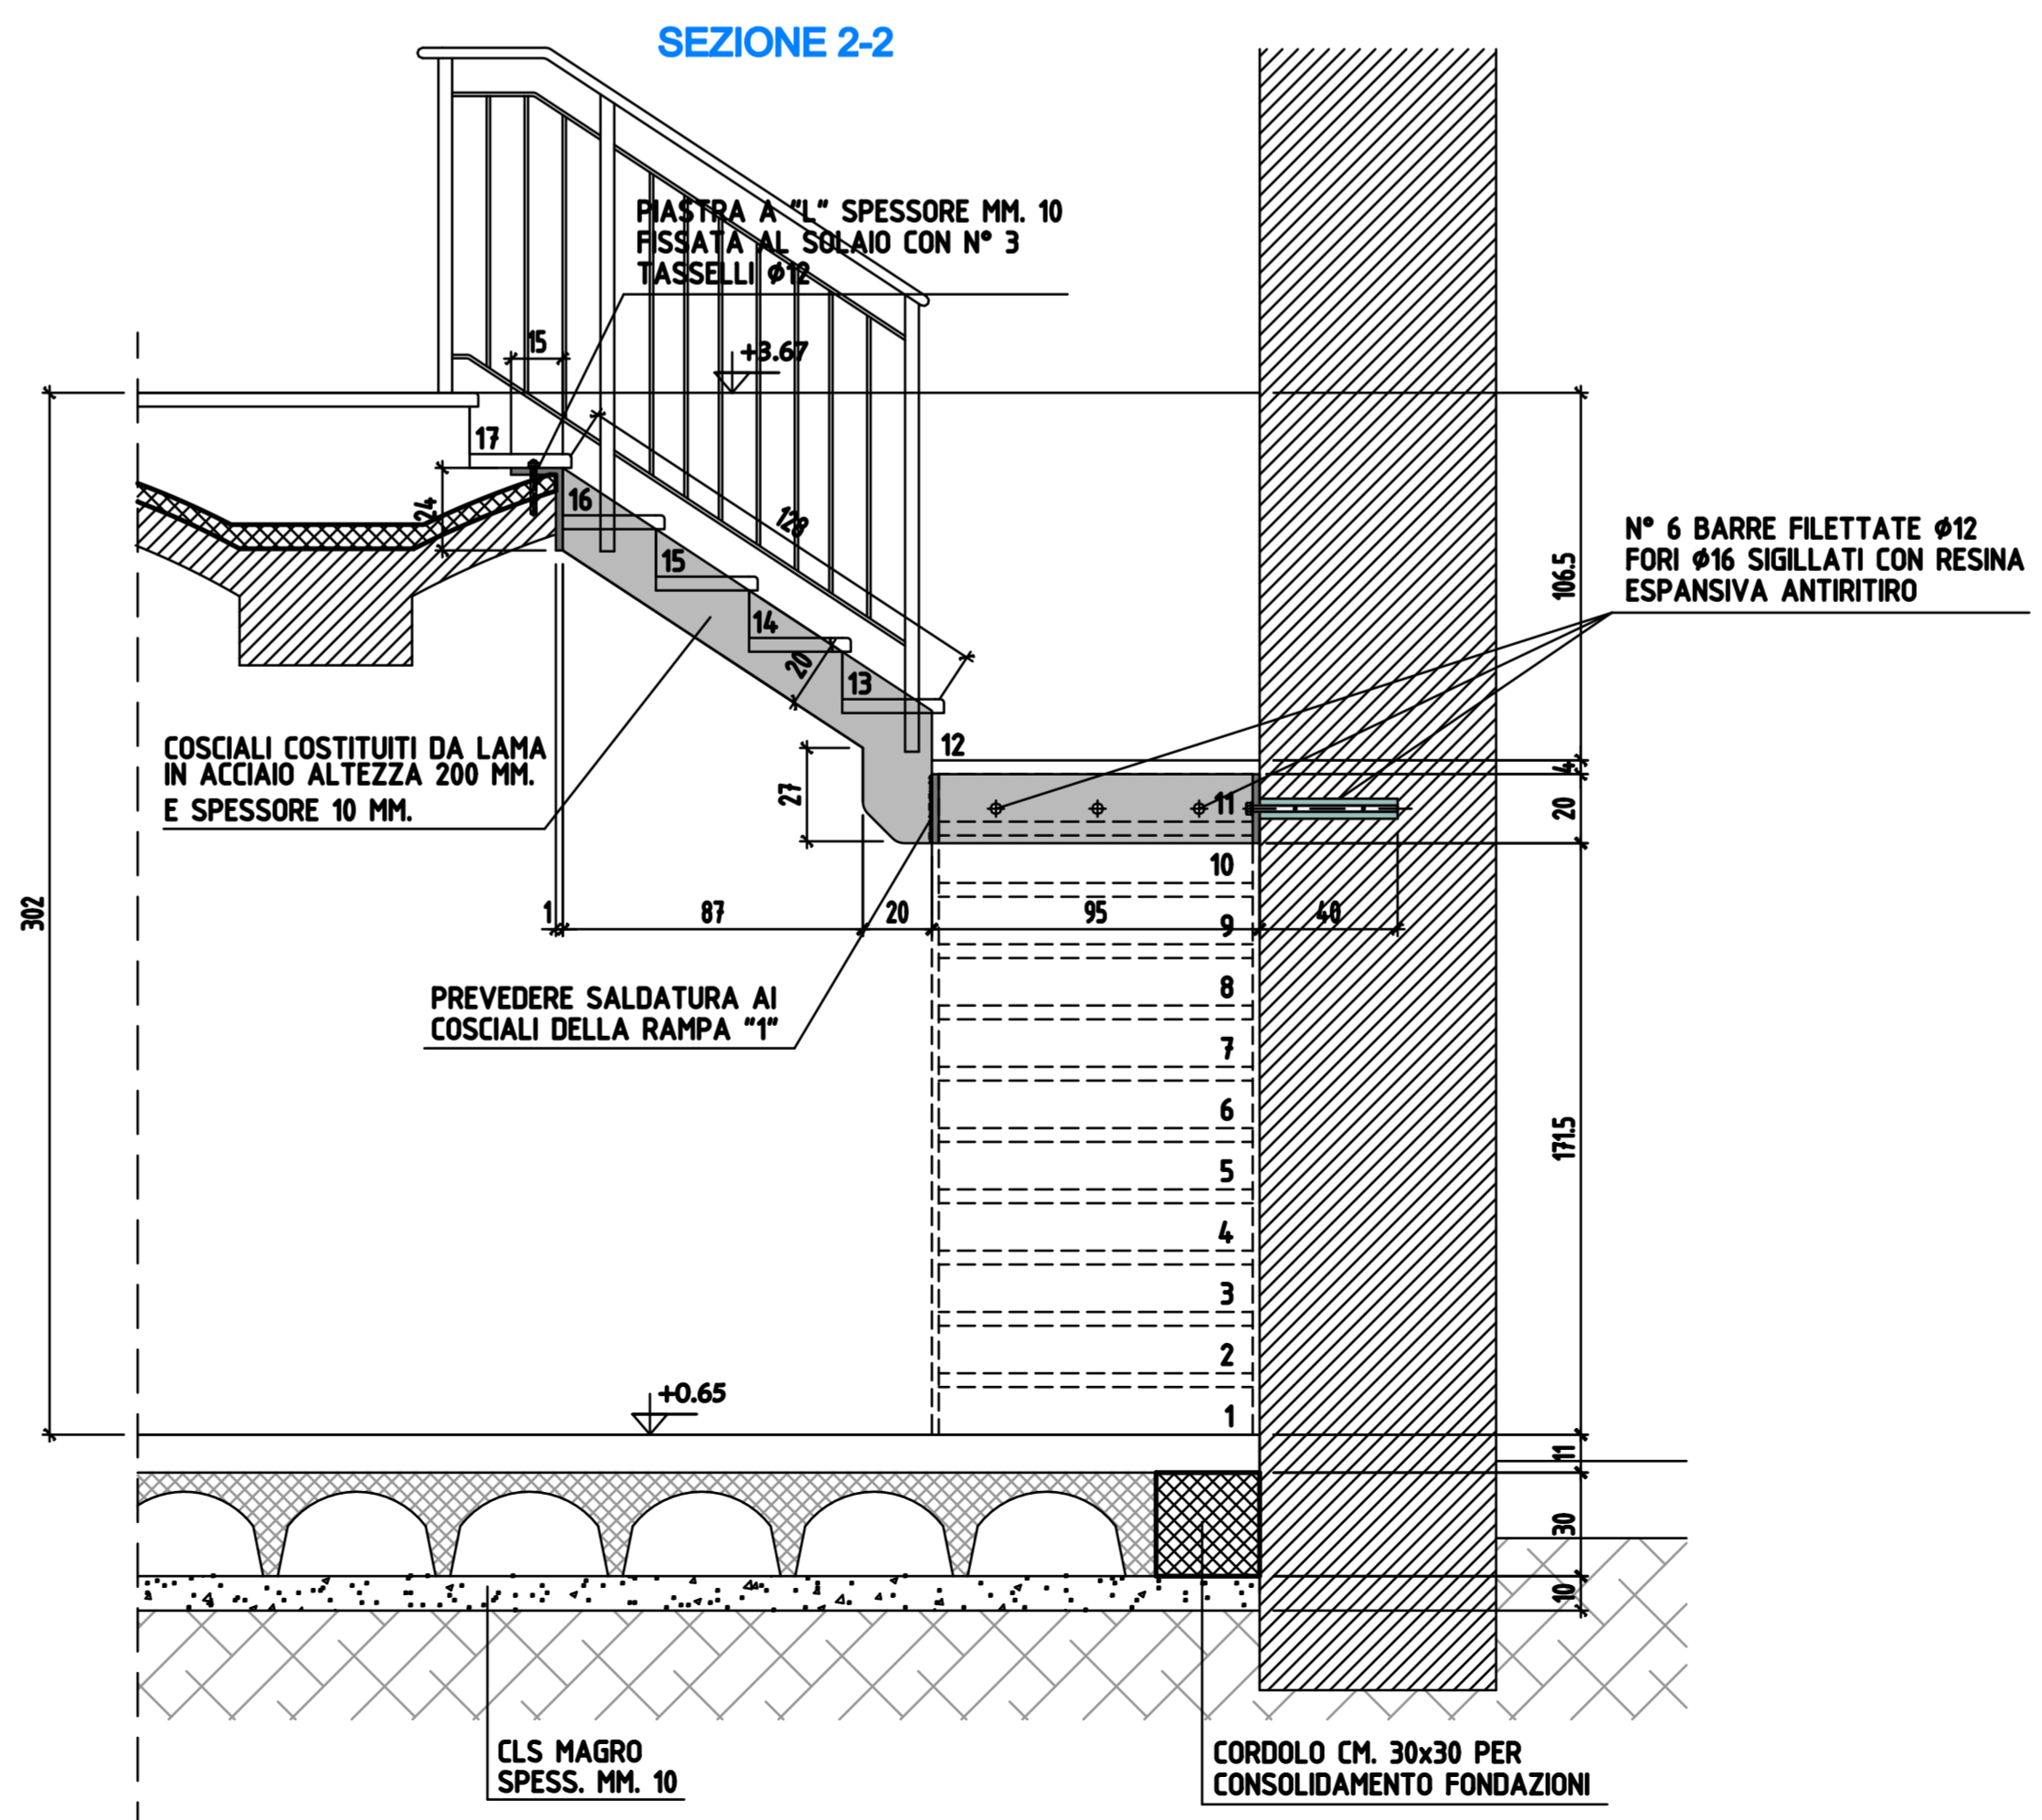 SEZIONE 2-2
PIASTRA A "L" SPESSORE MM. 10
FISSATA AL SOLAIO CON N° 3
TASSELLI ø12
15
+3.67
17
24
16
128
15
14
20
13
12
302
N° 6 BARRE FILETTATE ø12
FORI ø16 SIGILLATI CON RESINA
ESPANSIVA ANTIRITIRO
106.5
4
20
COSCIALI COSTITUITI DA LAMA
IN ACCIAIO ALTEZZA 200 MM.
E SPESSORE 10 MM.
27
11
10
1
87
20
95
40
9
PREVEDERE SALDATURA AI
COSCIALI DELLA RAMPA "1"
8
7
6
171.5
5
4
3
2
+0.65
1
11
30
10
CLS MAGRO
SPESS. MM. 10
CORDOLO CM. 30x30 PER
CONSOLIDAMENTO FONDAZIONI